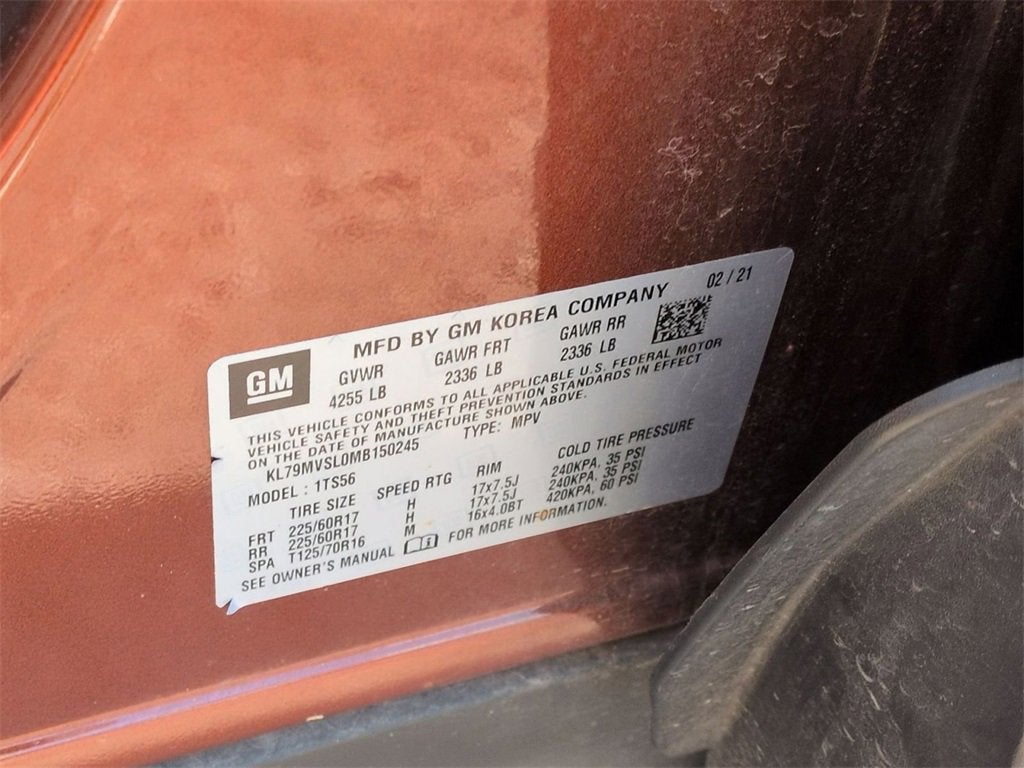 MFD BY GM KOREA COMPANY 02 / 21
GM
GVWR GAWR FRT GAWR RR
4255 LB 2336 LB 2336 LB
THIS VEHICLE CONFORMS TO ALL APPLICABLE U.S. FEDERAL MOTOR
VEHICLE SAFETY AND THEFT PREVENTION STANDARDS IN EFFECT
ON THE DATE OF MANUFACTURE SHOWN ABOVE.
KL79MVSL0MB150245 TYPE: MPV
MODEL : 1TS56
TIRE SIZE SPEED RTG RIM COLD TIRE PRESSURE
FRT 225/60R17 H 17x7.5J 240KPA, 35 PSI
RR 225/60R17 H 17x7.5J 240KPA, 35 PSI
SPA T125/70R16 M 16x4.0BT 420KPA, 60 PSI
SEE OWNER'S MANUAL FOR MORE INFORMATION.